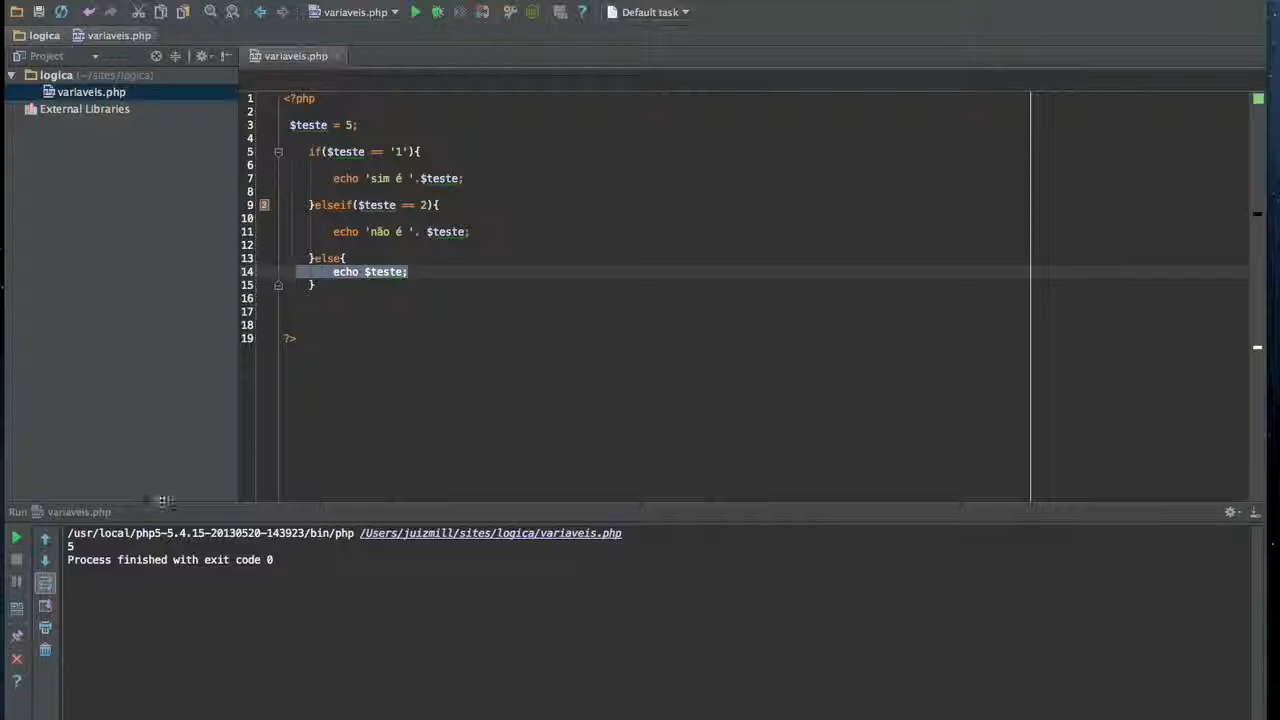 variaveis.php Default task
logica variaveis.php
Project variaveis.php
logica (~/sites/logica)
variaveis.php
External Libraries
1 <?php
2
3 $teste = 5;
4
5 if($teste == '1'){
6
7 echo 'sim é '.$teste;
8
9 2 }elseif($teste == 2){
10
11 echo 'não é '. $teste;
12
13 }else{
14 echo $teste;
15 }
16
17
18
19 ?>
Run variaveis.php
/usr/local/php5-5.4.15-20130520-143923/bin/php /Users/juizmill/sites/logica/variaveis.php
5
Process finished with exit code 0